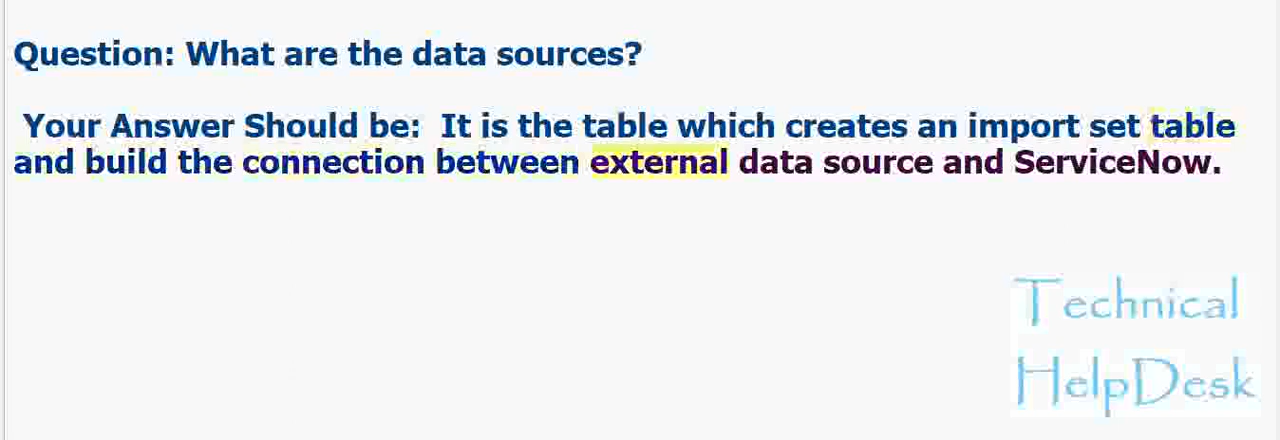 Question: What are the data sources?
Your Answer Should be: It is the table which creates an import set table
and build the connection between external data source and ServiceNow.
Technical
HelpDesk